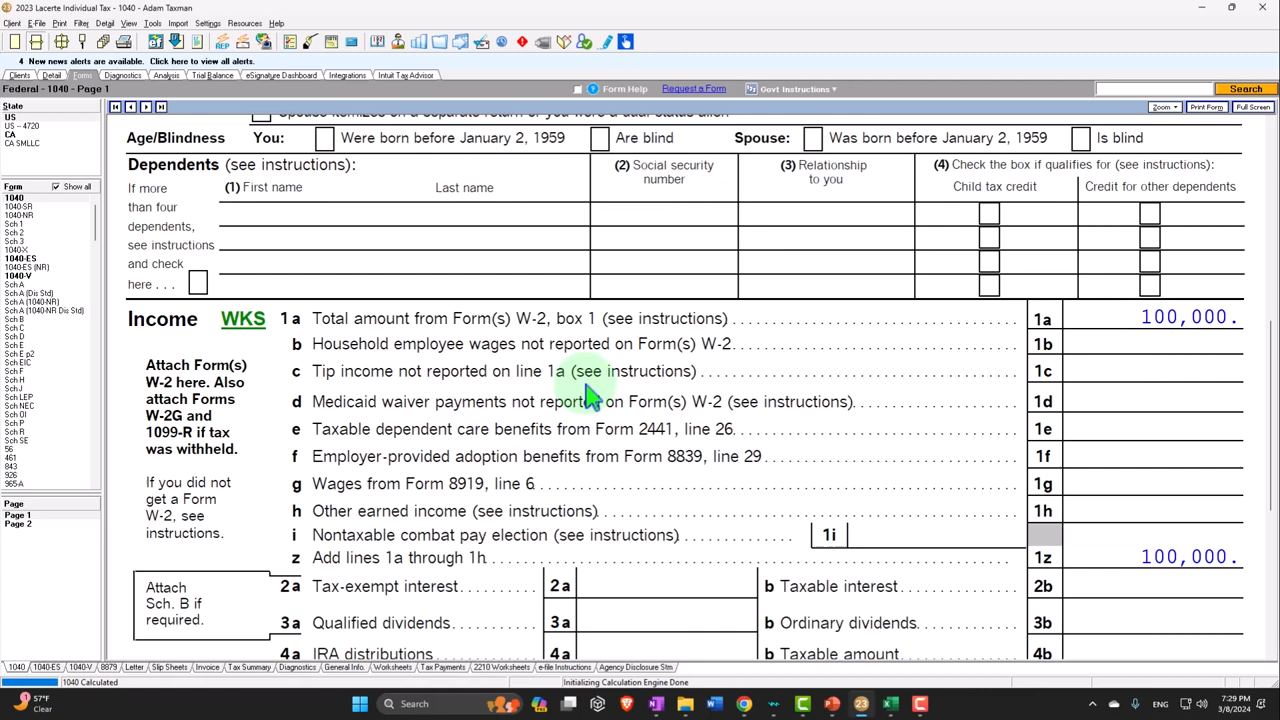 2023 Lacerte Individual Tax - 1040 - Adam Taxman
Client E-File Print Filter Detail View Tools Import Settings Resources Help
REP
4 New news alerts are available. Click here to view all alerts.
Clients Detail Forms Diagnostics Analysis Trial Balance eSignature Dashboard Integrations Intuit Tax Advisor
Federal - 1040 - Page 1
? Form Help Request a Form Govt Instructions Search
State
US
US -- 4720
CA
CA SMLLC
Form Show all
1040
1040-SR
1040-NR
Sch 1
Sch 2
Sch 3
1040-X
1040-ES
1040-ES (NR)
1040-V
Sch A
Sch A (Dis Std)
Sch A (1040-NR)
Sch A (1040-NR Dis Std)
Sch B
Sch C
Sch D
Sch E
Sch E p2
Sch EIC
Sch F
Sch H
Sch J
Sch LEP
Sch NEC
Sch OI
Sch P
Sch R
Sch SE
56
461
843
926
965-A
Page
Page 1
Page 2
Zoom Print Form Full Screen
Spouse itemizes on a separate return or you were a dual-status alien
Age/Blindness You: Were born before January 2, 1959 Are blind Spouse: Was born before January 2, 1959 Is blind
Dependents (see instructions):
If more than four dependents, see instructions and check here . . .
(1) First name Last name
(2) Social security number
(3) Relationship to you
(4) Check the box if qualifies for (see instructions):
Child tax credit Credit for other dependents
Income WKS
Attach Form(s) W-2 here. Also attach Forms W-2G and 1099-R if tax was withheld.
If you did not get a Form W-2, see instructions.
1 a Total amount from Form(s) W-2, box 1 (see instructions) 1a 100,000.
b Household employee wages not reported on Form(s) W-2 1b
c Tip income not reported on line 1a (see instructions) 1c
d Medicaid waiver payments not reported on Form(s) W-2 (see instructions) 1d
e Taxable dependent care benefits from Form 2441, line 26 1e
f Employer-provided adoption benefits from Form 8839, line 29 1f
g Wages from Form 8919, line 6 1g
h Other earned income (see instructions) 1h
i Nontaxable combat pay election (see instructions) 1i
z Add lines 1a through 1h 1z 100,000.
Attach Sch. B if required.
2a Tax-exempt interest 2a b Taxable interest 2b
3a Qualified dividends 3a b Ordinary dividends 3b
4a IRA distributions 4a b Taxable amount 4b
1040 1040-ES 1040-V 8879 Letter Slip Sheets Invoice Tax Summary Diagnostics General Info. Worksheets Tax Payments 2210 Worksheets e-file Instructions Agency Disclosure Stm
1040 Calculated Initializing Calculation Engine Done
57°F
Clear
Search
23
7:29 PM
3/8/2024